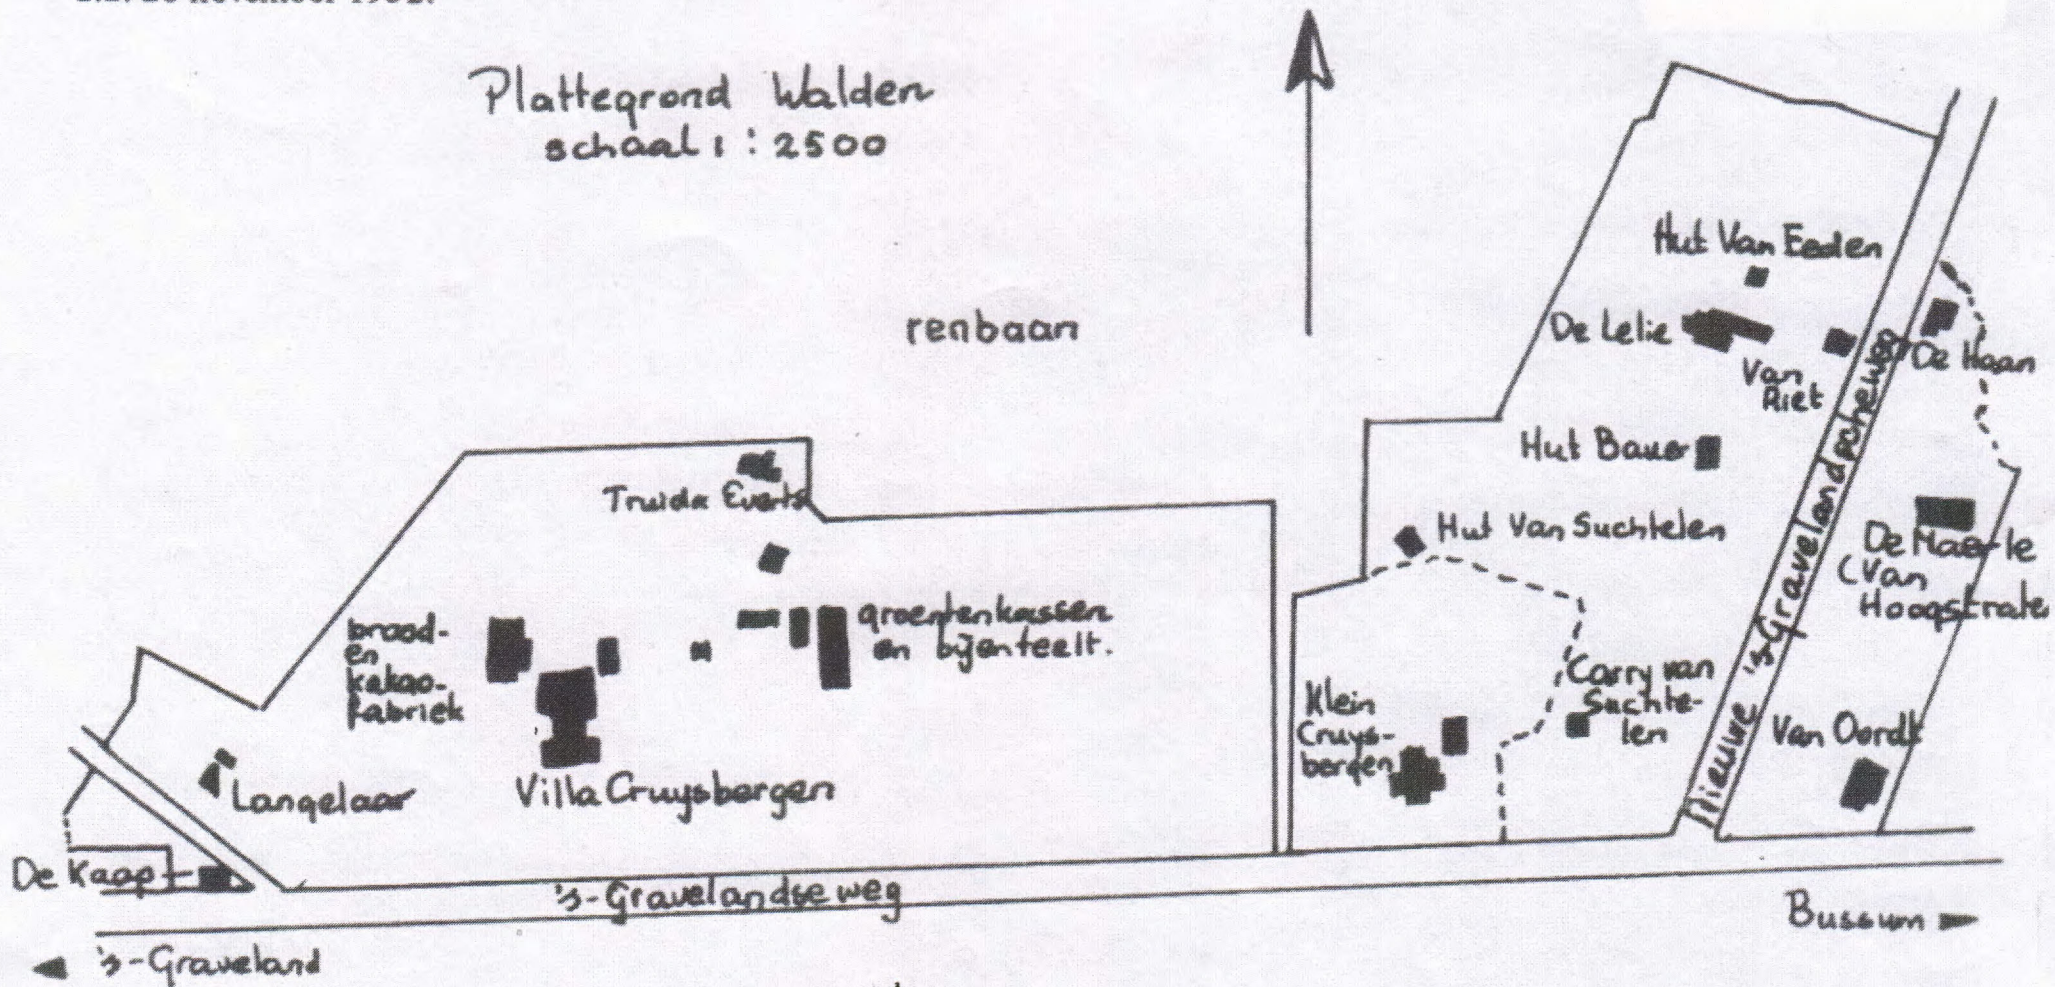 Plattegrond Walden
schaal 1 : 2500
renbaan
Hut Van Eeden
De Lelie
Van
Riet
De Haan
Hut Bauer
Hut Van Suchtelen
De Maerle
(Van
Hoogstrate
Nieuwe 's-Gravelandscheweg
Truida Everts
brood-
en
kakao-
fabriek
groentenkassen
en bijenteelt.
Langelaar
Villa Cruysbergen
Klein
Cruys-
bergen
Carry van
Suchte-
len
Van Oordt
De Kaap
's-Gravelandseweg
Bussum
's-Graveland